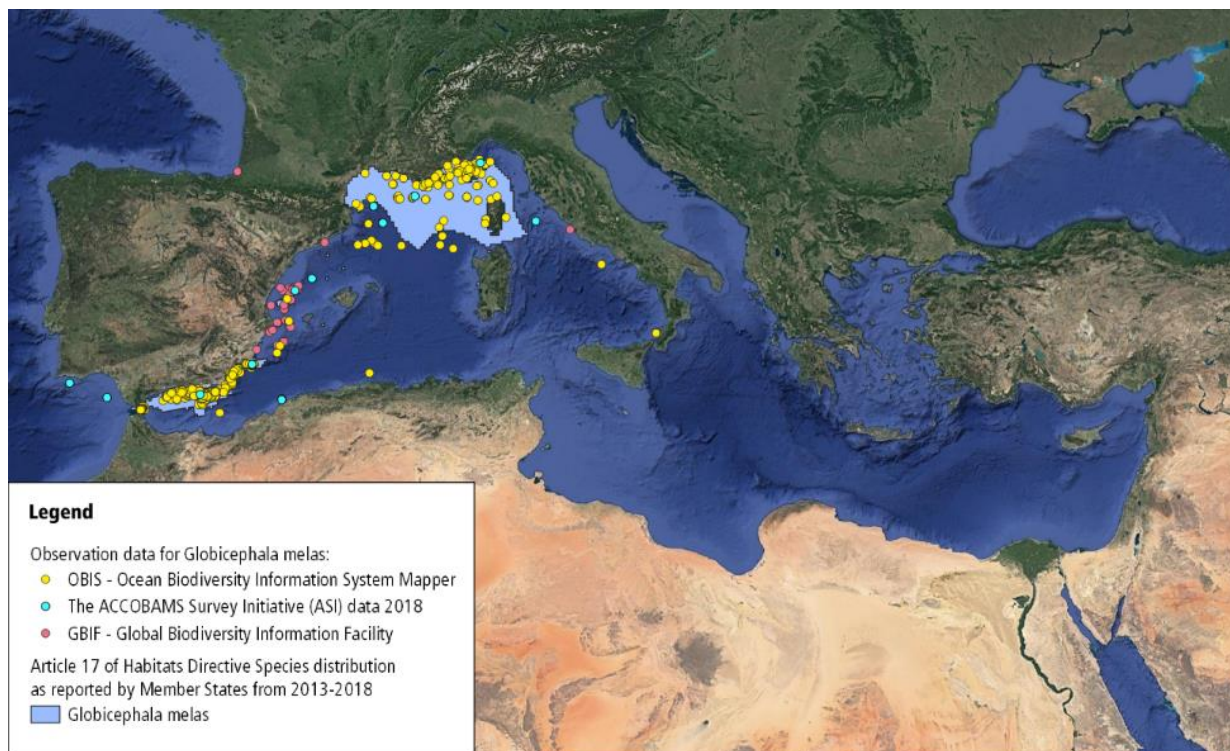 Legend
Observation data for Globicephala melas:
OBIS - Ocean Biodiversity Information System Mapper
The ACCOBAMS Survey Initiative (ASI) data 2018
GBIF - Global Biodiversity Information Facility
Article 17 of Habitats Directive Species distribution
as reported by Member States from 2013-2018
Globicephala melas